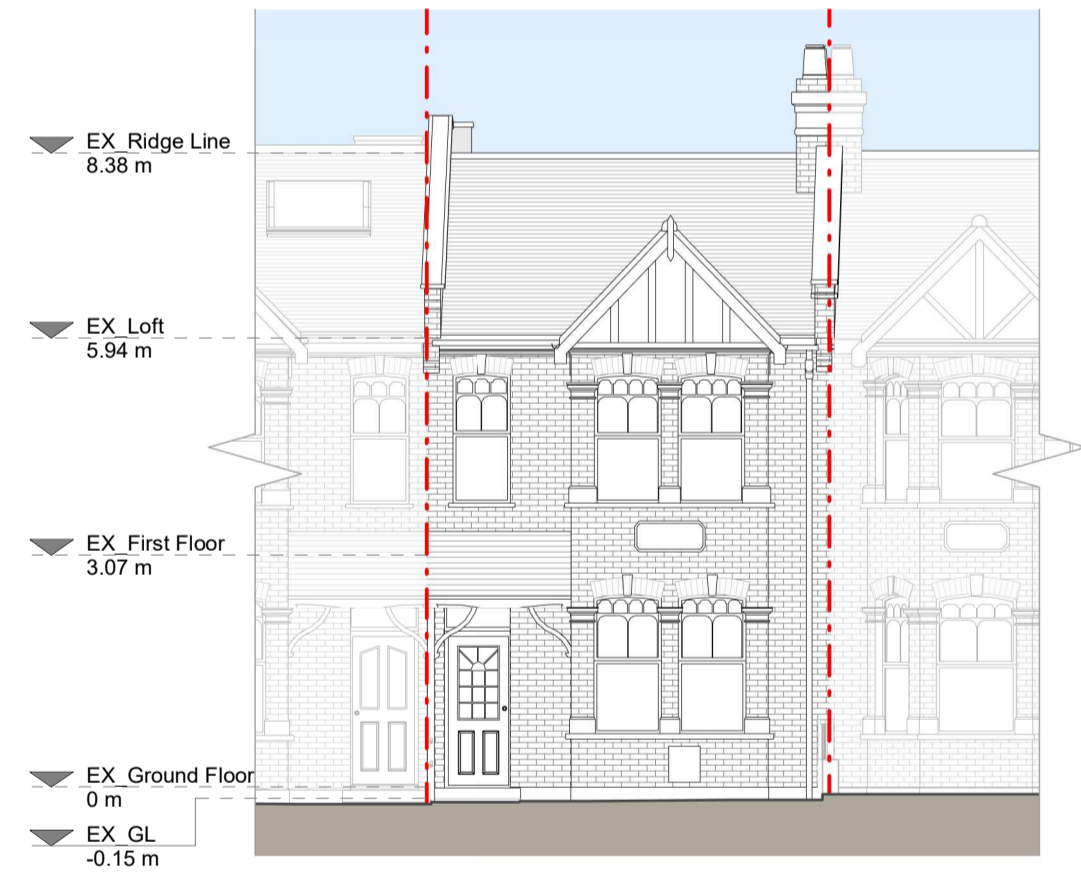 EX_Ridge Line
8.38 m
EX_Loft
5.94 m
EX_First Floor
3.07 m
EX_Ground Floor
0 m
EX_GL
-0.15 m